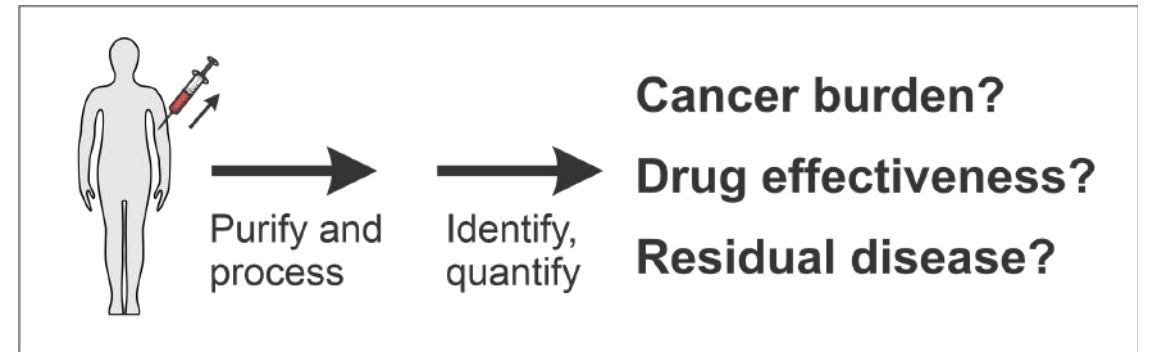 Cancer burden?
Drug effectiveness?
Residual disease?
Purify and
process
Identify,
quantify